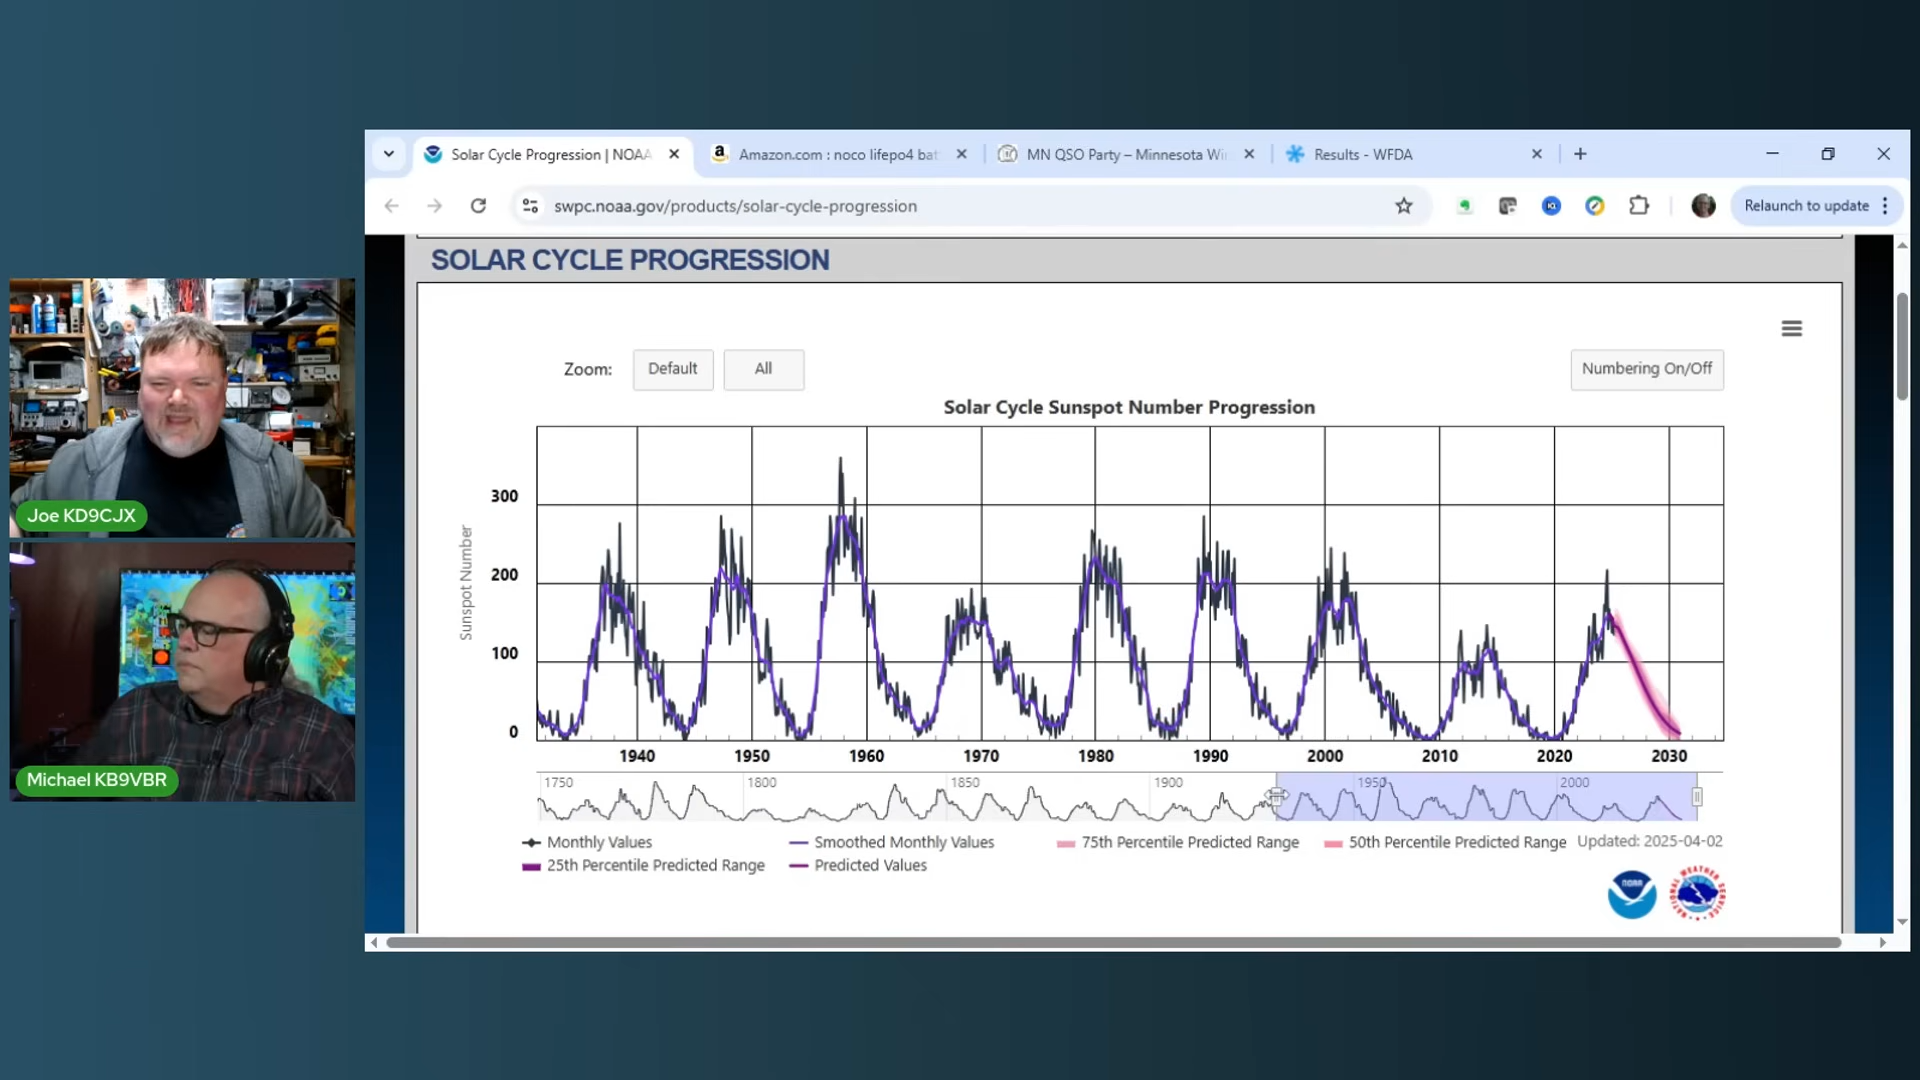 Solar Cycle Progression | NOAA
Amazon.com : noco lifepo4 bat
MN QSO Party – Minnesota Wi
Results - WFDA
swpc.noaa.gov/products/solar-cycle-progression
Relaunch to update
SOLAR CYCLE PROGRESSION
Zoom:
Default
All
Numbering On/Off
Solar Cycle Sunspot Number Progression
Sunspot Number
300
200
100
0
1940
1950
1960
1970
1980
1990
2000
2010
2020
2030
1750
1800
1850
1900
1950
2000
Monthly Values
Smoothed Monthly Values
75th Percentile Predicted Range
50th Percentile Predicted Range
Updated: 2025-04-02
25th Percentile Predicted Range
Predicted Values
NOAA
NATIONAL WEATHER SERVICE
Joe KD9CJX
Michael KB9VBR